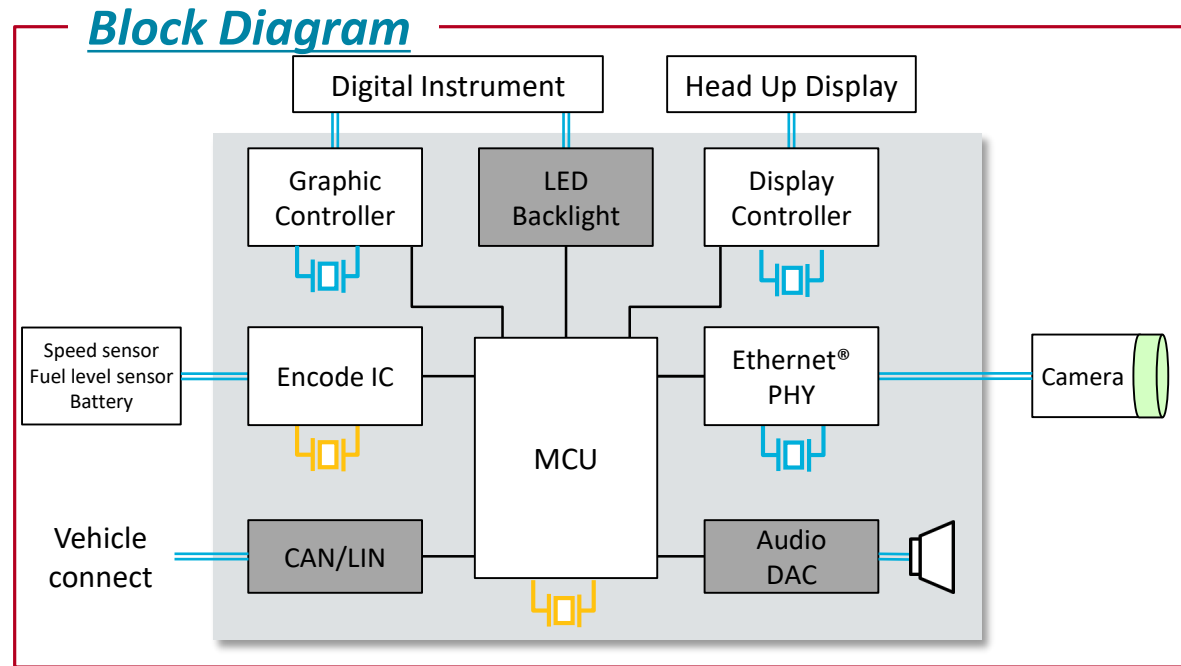 Block Diagram
Digital Instrument
Head Up Display
Graphic
Controller
LED
Backlight
Display
Controller
Speed sensor
Fuel level sensor
Battery
Encode IC
MCU
Ethernet®
PHY
Camera
Vehicle
connect
CAN/LIN
Audio
DAC